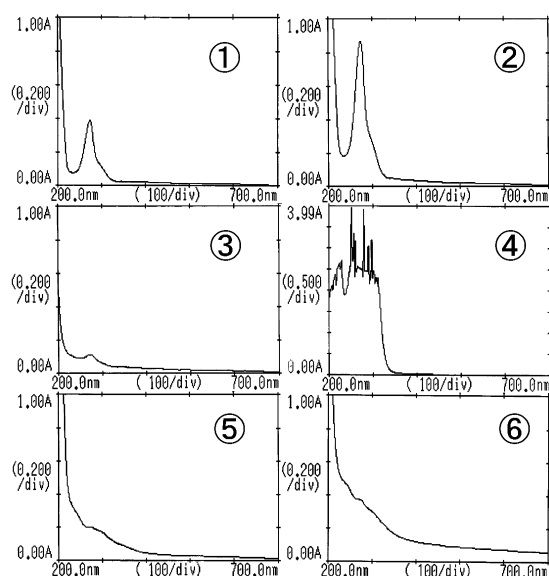 1.00A
①
(0.200
/div)
0.00A
200.0nm
( 100/div)
700.0nm
1.00A
②
(0.200
/div)
0.00A
200.0nm
( 100/div)
700.0nm
1.00A
③
(0.200
/div)
0.00A
200.0nm
( 100/div)
700.0nm
3.99A
④
(0.500
/div)
0.00A
200.0nm
( 100/div)
700.0nm
1.00A
⑤
(0.200
/div)
0.00A
200.0nm
( 100/div)
700.0nm
1.00A
⑥
(0.200
/div)
0.00A
200.0nm
( 100/div)
700.0nm